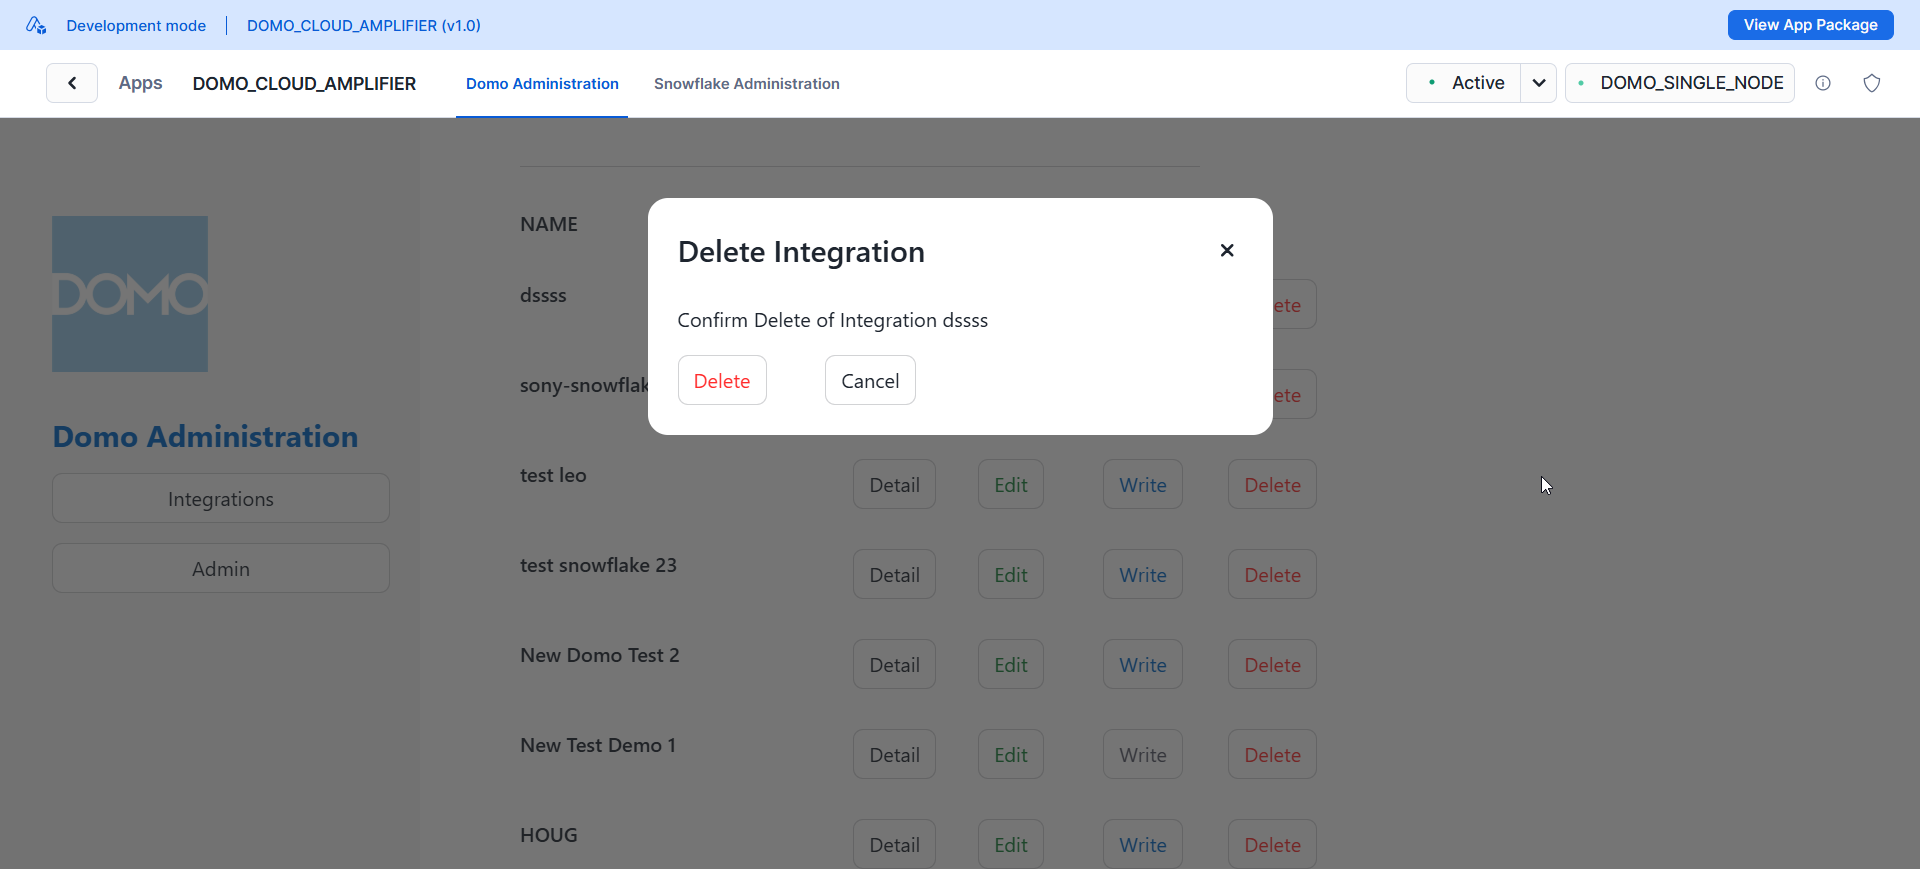 Development mode
DOMO_CLOUD_AMPLIFIER (v1.0)
View App Package
Apps
DOMO_CLOUD_AMPLIFIER
Domo Administration
Snowflake Administration
Active
DOMO_SINGLE_NODE
DOMO
Domo Administration
Integrations
Admin
NAME
Delete Integration
Confirm Delete of Integration dssss
Delete
Cancel
dssss
ete
sony-snowflak
ete
test leo
Detail
Edit
Write
Delete
test snowflake 23
Detail
Edit
Write
Delete
New Domo Test 2
Detail
Edit
Write
Delete
New Test Demo 1
Detail
Edit
Write
Delete
HOUG
Detail
Edit
Write
Delete